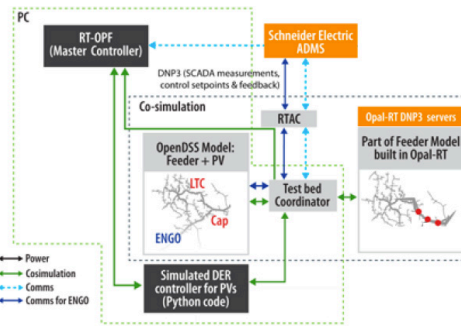 PC
RT-OPF
(Master Controller)
Schneider Electric
ADMS
DNP3 (SCADA measurements,
control setpoints & feedback)
Co-simulation
RTAC
Opal-RT DNP3 servers
OpenDSS Model:
Feeder + PV
LTC
Cap
ENGO
Test bed
Coordinator
Part of Feeder Model
built in Opal-RT
Power
Cosimulation
Comms
Comms for ENGO
Simulated DER
controller for PVs
(Python code)